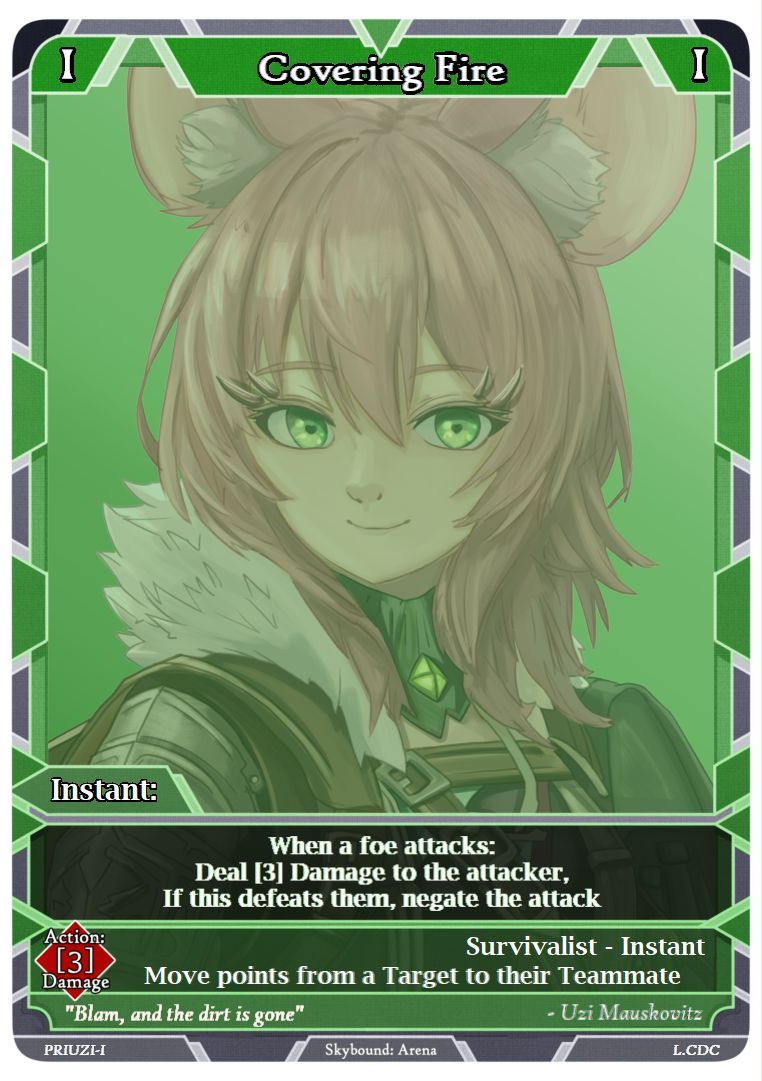 I Covering Fire I
Instant:
When a foe attacks:
Deal [3] Damage to the attacker,
If this defeats them, negate the attack
Action:
[3]
Damage
Survivalist - Instant
Move points from a Target to their Teammate
"Blam, and the dirt is gone" - Uzi Mauskovitz
PRIUZI-I Skybound: Arena L.CDC